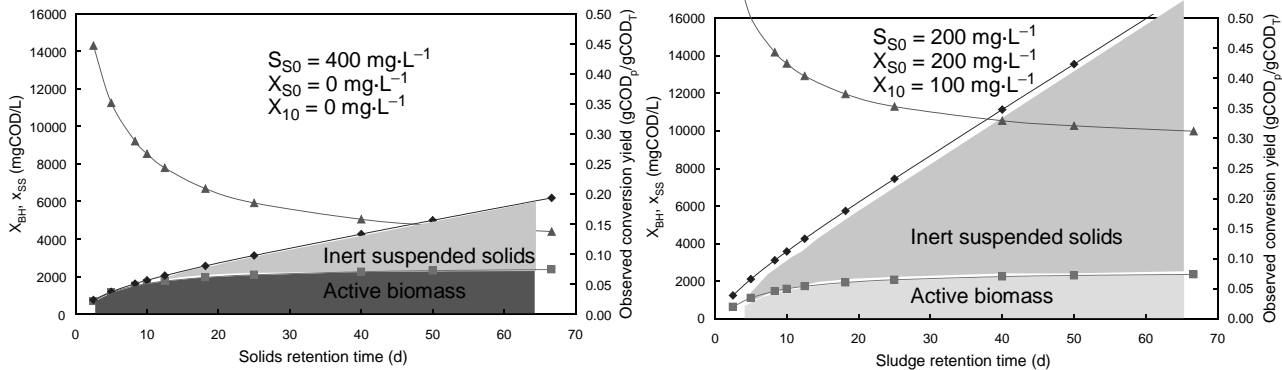 16000
14000
12000
10000
8000
6000
4000
2000
0
X_BH, x_SS (mgCOD/L)
S_S0 = 400 mg·L⁻¹
X_S0 = 0 mg·L⁻¹
X_10 = 0 mg·L⁻¹
Inert suspended solids
Active biomass
0.50
0.45
0.40
0.35
0.30
0.25
0.20
0.15
0.10
0.05
0.00
Observed conversion yield (gCOD_p/gCOD_T)
0 10 20 30 40 50 60 70
Solids retention time (d)
16000
14000
12000
10000
8000
6000
4000
2000
0
X_BH, x_SS (mgCOD/L)
S_S0 = 200 mg·L⁻¹
X_S0 = 200 mg·L⁻¹
X_10 = 100 mg·L⁻¹
Inert suspended solids
Active biomass
0.50
0.45
0.40
0.35
0.30
0.25
0.20
0.15
0.10
0.05
0.00
Observed conversion yield (gCOD_p/gCOD_T)
0 10 20 30 40 50 60 70
Sludge retention time (d)